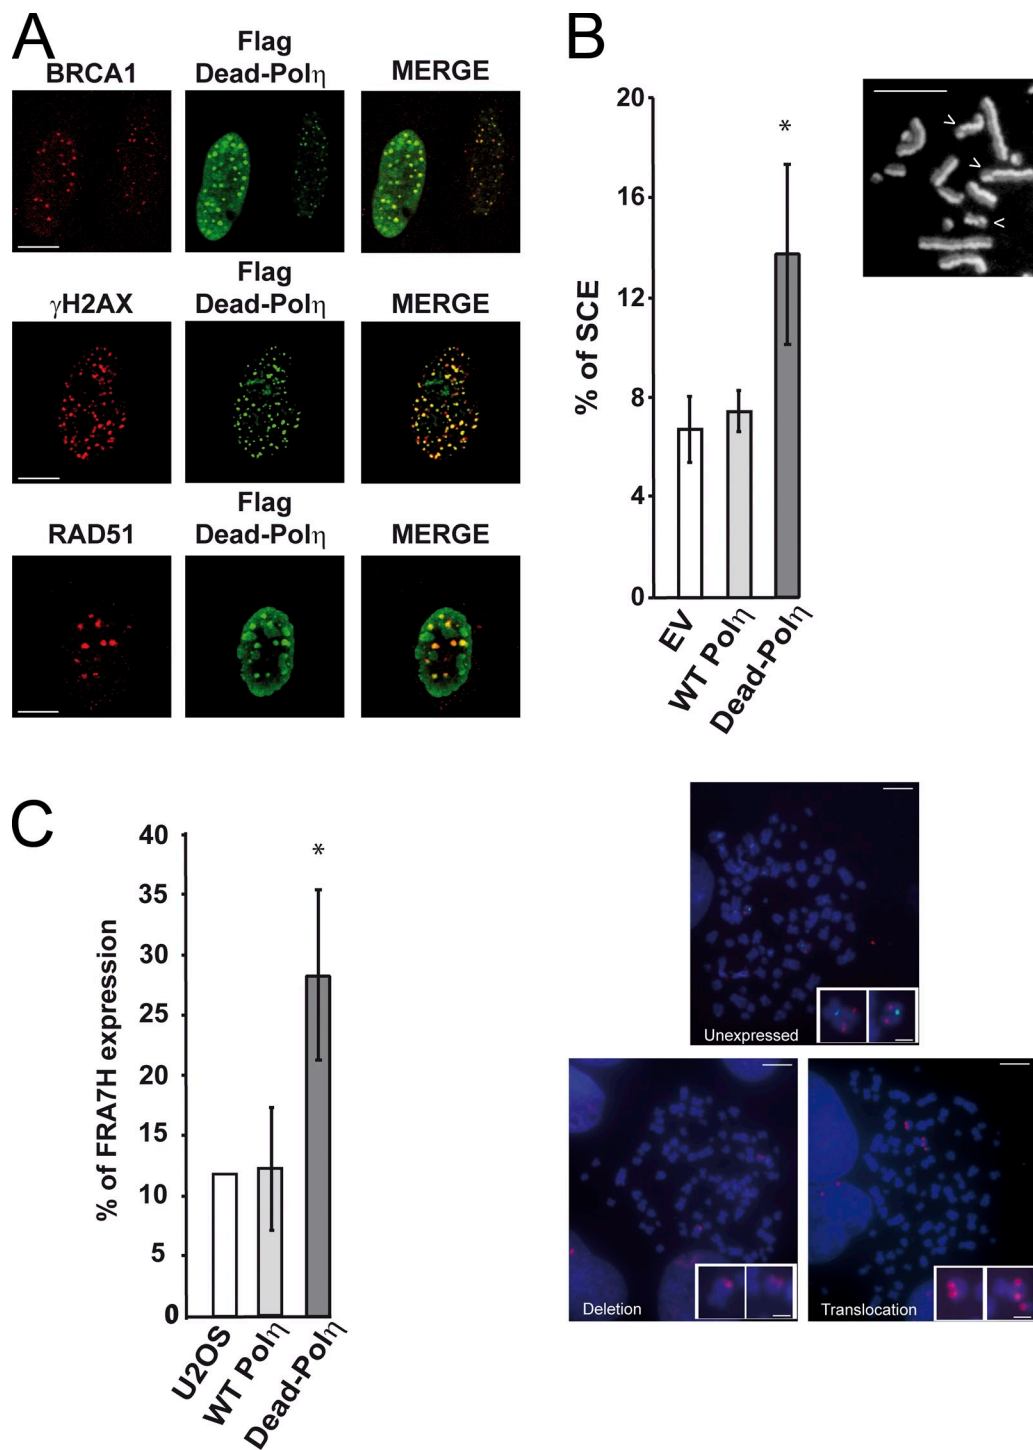 A
BRCA1
Flag
Dead-Polη
MERGE
γH2AX
Flag
Dead-Polη
MERGE
RAD51
Flag
Dead-Polη
MERGE
B
% of SCE
20
16
12
8
4
0
*
EV
WT Polη
Dead-Polη
>
>
<
C
% of FRA7H expression
40
35
30
25
20
15
10
5
0
*
U2OS
WT Polη
Dead-Polη
Unexpressed
Deletion
Translocation